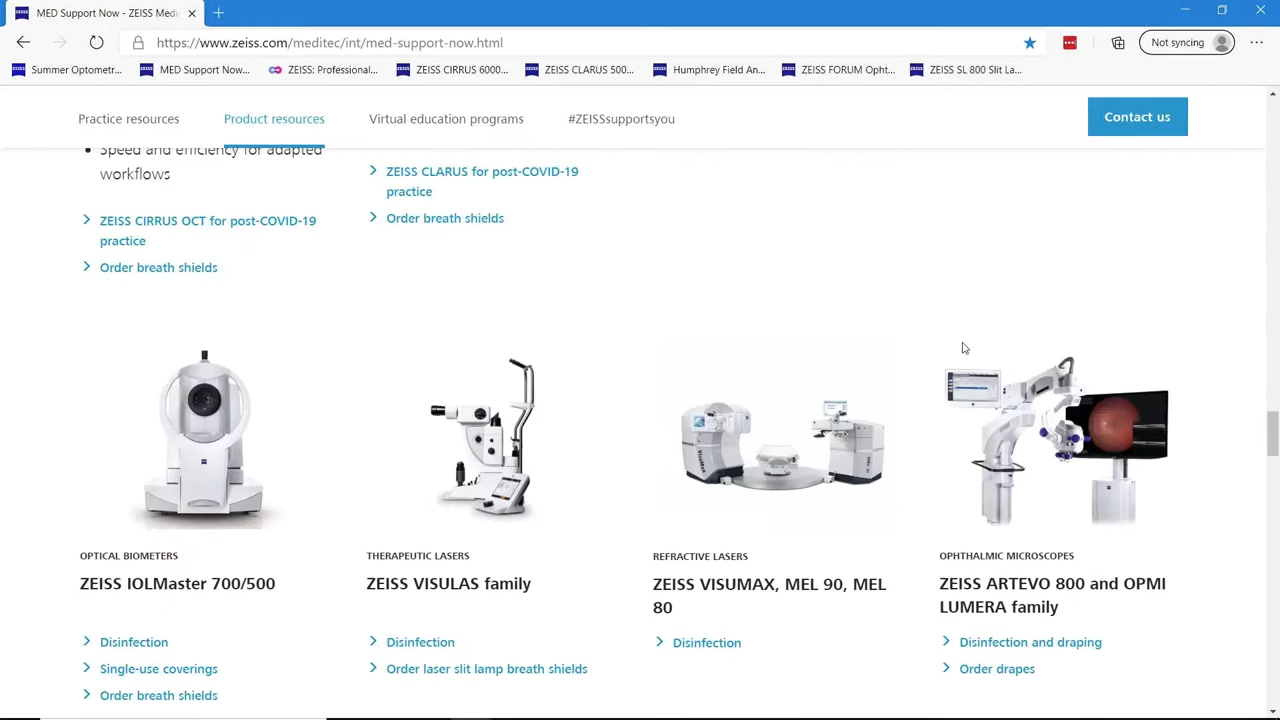 MED Support Now - ZEISS Medi
https://www.zeiss.com/meditec/int/med-support-now.html
Not syncing
Summer Optometr...
MED Support Now...
ZEISS: Professional...
ZEISS CIRRUS 6000...
ZEISS CLARUS 500...
Humphrey Field An...
ZEISS FORUM Opht...
ZEISS SL 800 Slit La...
Practice resources
Product resources
Virtual education programs
#ZEISSsupportsyou
Contact us
Speed and efficiency for adapted
workflows
ZEISS CIRRUS OCT for post-COVID-19
practice
Order breath shields
ZEISS CLARUS for post-COVID-19
practice
Order breath shields
OPTICAL BIOMETERS
ZEISS IOLMaster 700/500
Disinfection
Single-use coverings
Order breath shields
THERAPEUTIC LASERS
ZEISS VISULAS family
Disinfection
Order laser slit lamp breath shields
REFRACTIVE LASERS
ZEISS VISUMAX, MEL 90, MEL
80
Disinfection
OPHTHALMIC MICROSCOPES
ZEISS ARTEVO 800 and OPMI
LUMERA family
Disinfection and draping
Order drapes